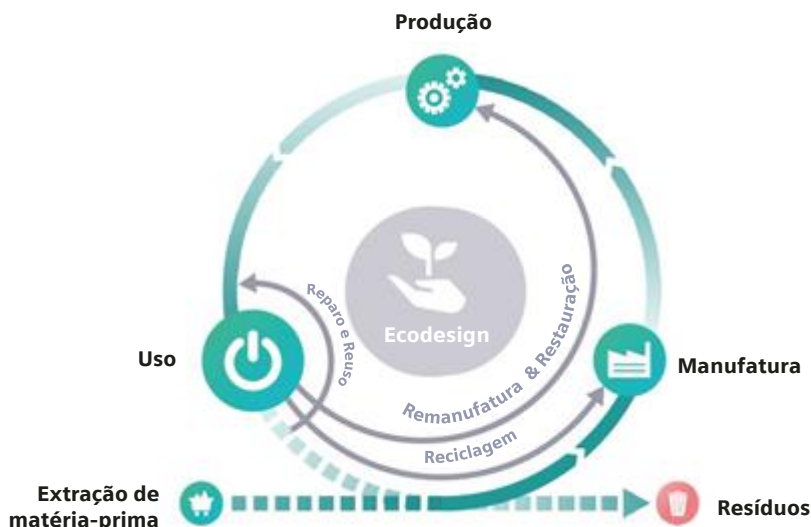 Produção
Reparo e Reuso
Ecodesign
Uso
Remanufatura & Restauração
Manufatura
Reciclagem
Extração de
matéria-prima
Resíduos